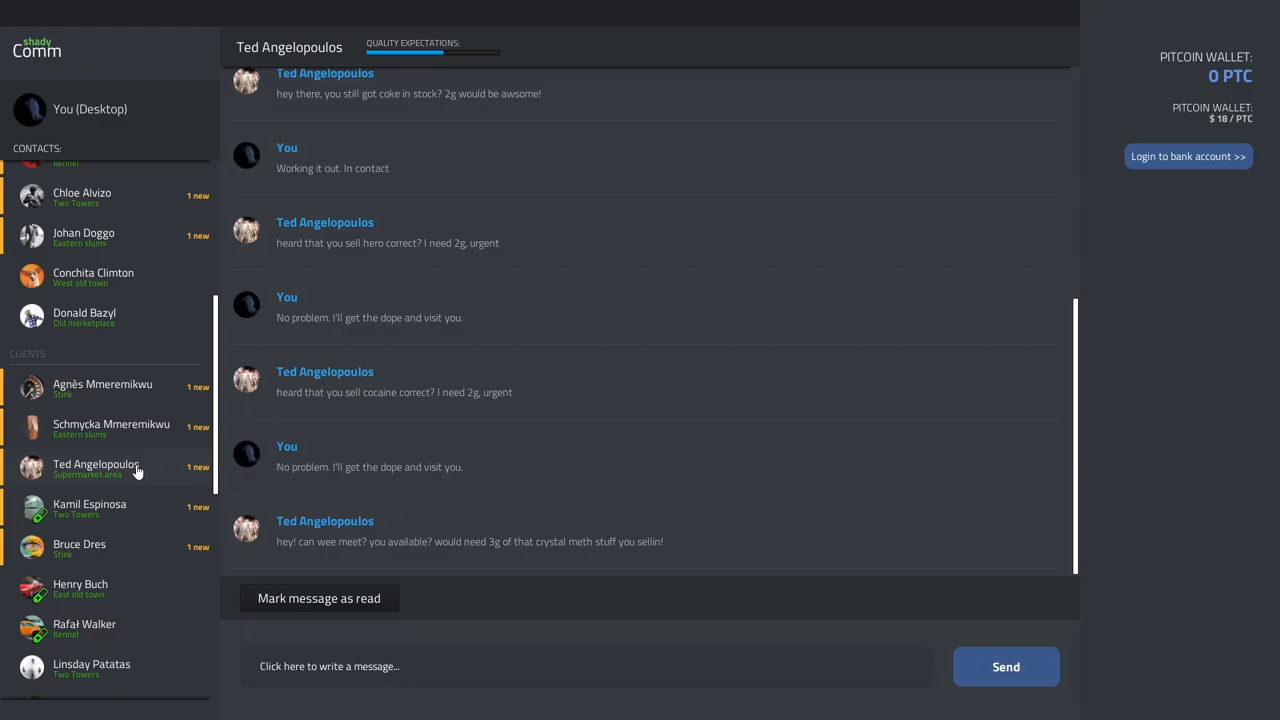 shady
Comm
You (Desktop)
CONTACTS:
Kennel
Chloe Alvizo
1 new
Two Towers
Johan Doggo
1 new
Eastern slums
Conchita Climton
West old town
Donald Bazyl
Old marketplace
CLIENTS
Agnès Mmeremikwu
1 new
Stink
Schmycka Mmeremikwu
1 new
Eastern slums
Ted Angelopoulos
1 new
Supermarket area
Kamil Espinosa
1 new
Two Towers
Bruce Dres
1 new
Stink
Henry Buch
East old town
Rafał Walker
Kennel
Linsday Patatas
Two Towers
Ted Angelopoulos
QUALITY EXPECTATIONS:
Ted Angelopoulos
hey there, you still got coke in stock? 2g would be awsome!
You
Working it out. In contact
Ted Angelopoulos
heard that you sell hero correct? I need 2g, urgent
You
No problem. I'll get the dope and visit you.
Ted Angelopoulos
heard that you sell cocaine correct? I need 2g, urgent
You
No problem. I'll get the dope and visit you.
Ted Angelopoulos
hey! can wee meet? you available? would need 3g of that crystal meth stuff you sellin!
Mark message as read
Click here to write a message...
Send
PITCOIN WALLET:
0 PTC
PITCOIN WALLET:
$ 18 / PTC
Login to bank account >>